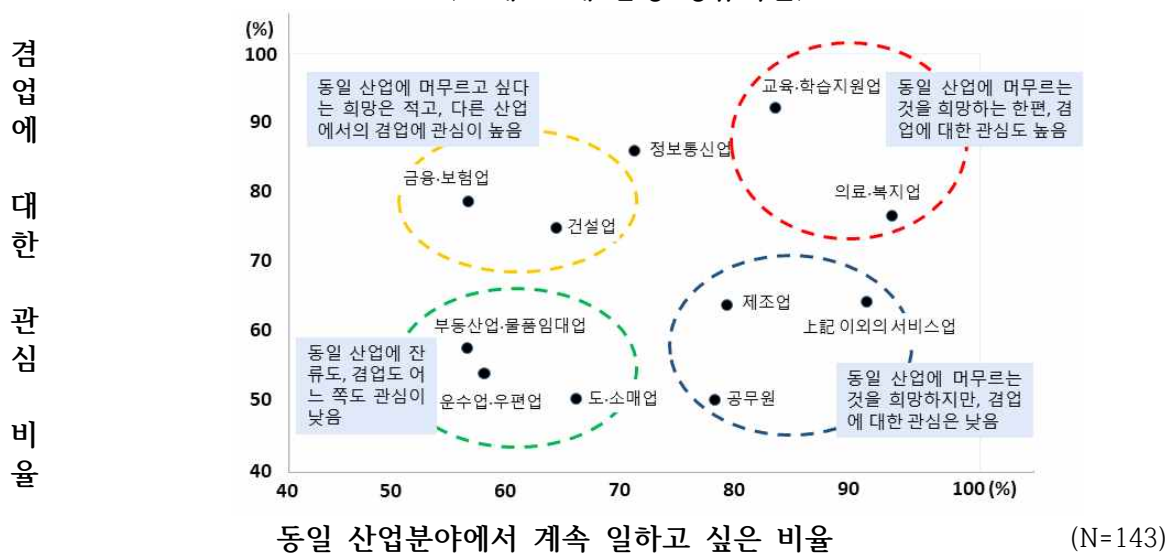 (%)
겸
업
에
대
한
관
심
비
율
100
90
80
70
60
50
40
동일 산업에 머무르고 싶다
는 희망은 적고, 다른 산업
에서의 겸업에 관심이 높음
교육·학습지원업
동일 산업에 머무르는
것을 희망하는 한편, 겸
업에 대한 관심도 높음
정보통신업
금융·보험업
의료·복지업
건설업
제조업
부동산업·물품임대업
上記 이외의 서비스업
동일 산업에 잔
류도, 겸업도 어
느 쪽도 관심이
낮음
운수업·우편업
도·소매업
공무원
동일 산업에 머무르는
것을 희망하지만, 겸업
에 대한 관심은 낮음
40 50 60 70 80 90 100 (%)
동일 산업분야에서 계속 일하고 싶은 비율
(N=143)